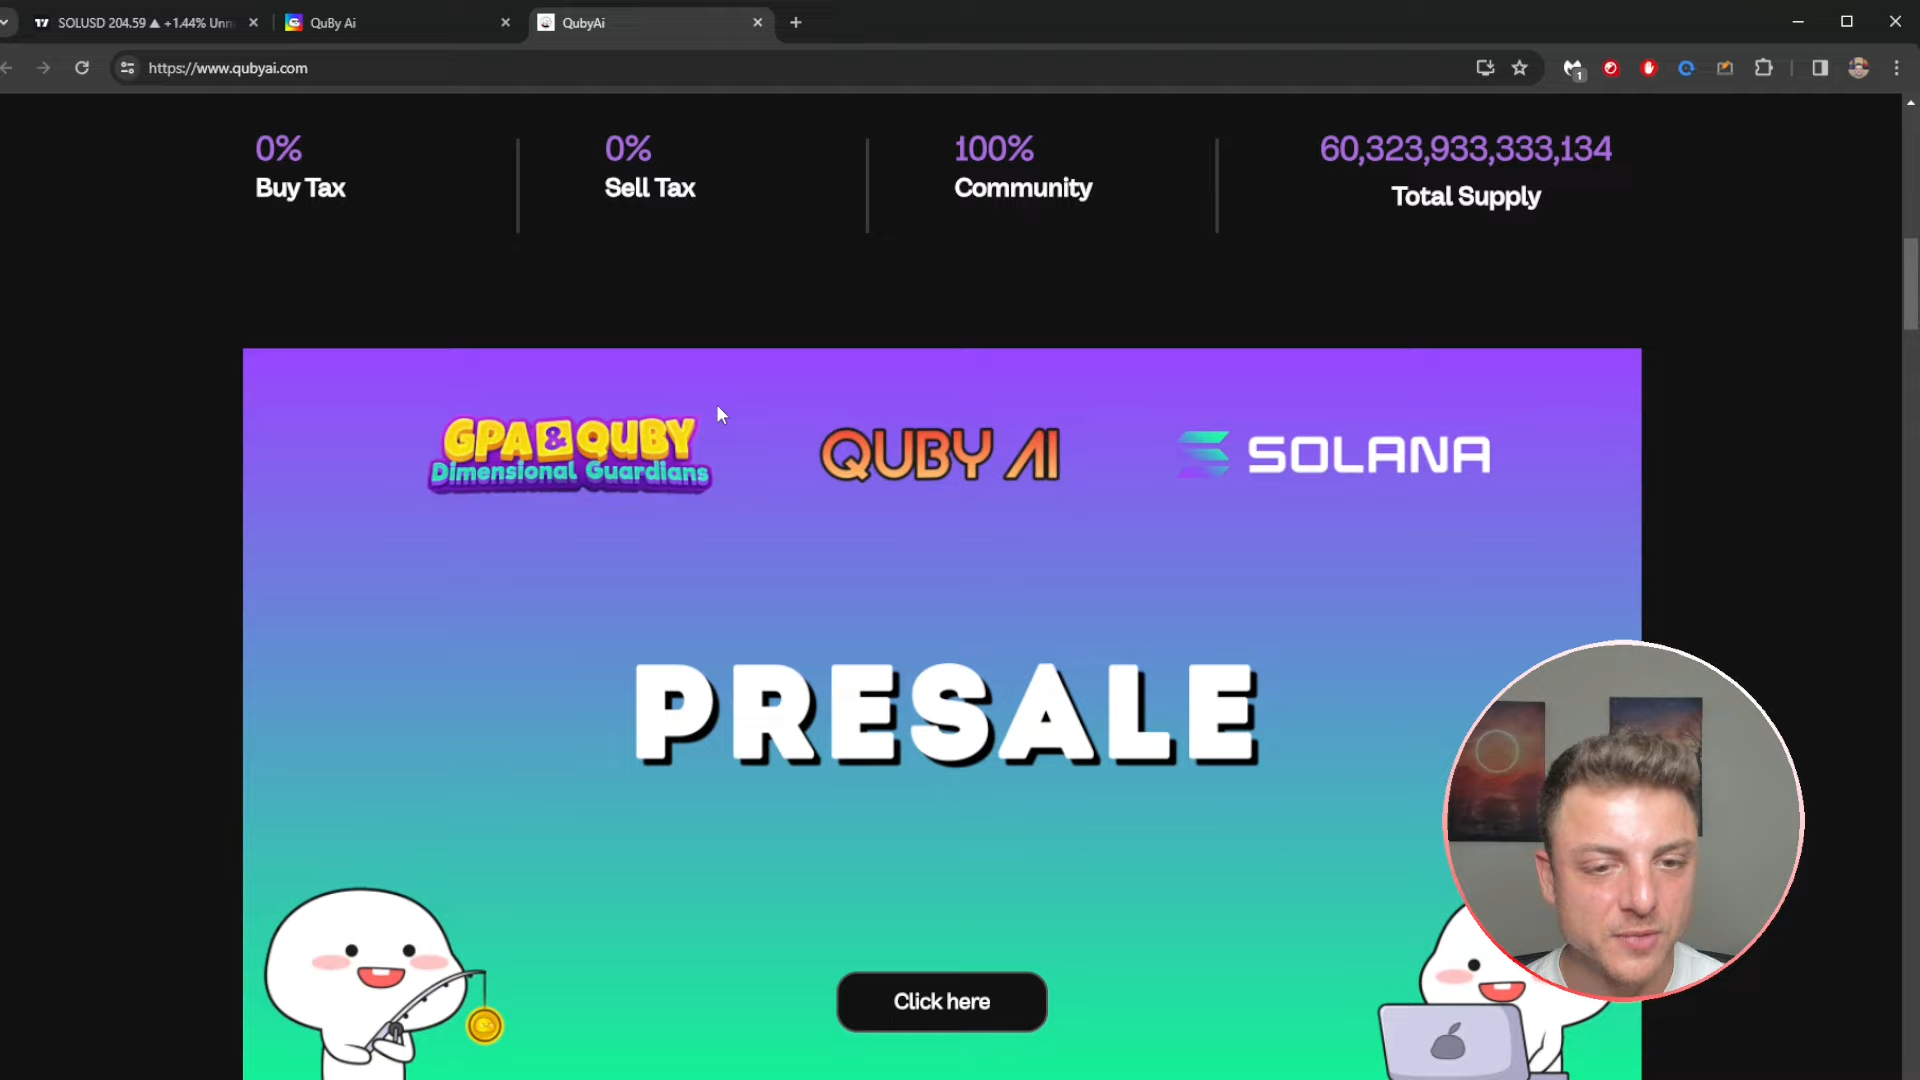 SOLUSD 204.59 ▲ +1.44% Unn
QuBy Ai
QubyAi
https://www.qubyai.com
1
0%
Buy Tax
0%
Sell Tax
100%
Community
60,323,933,333,134
Total Supply
GPA & QUBY
Dimensional Guardians
QUBY AI
SOLANA
PRESALE
Click here